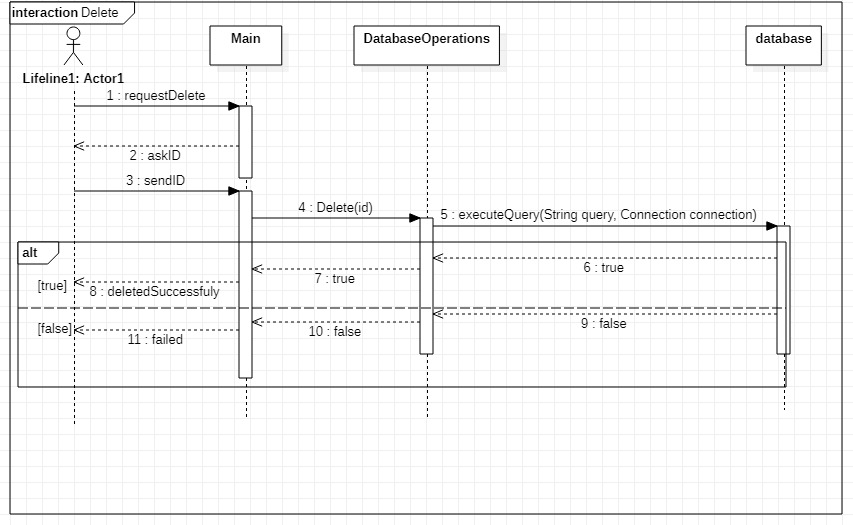 interaction Delete
Main
DatabaseOperations
database
Lifeline1: Actor1
1 : requestDelete
2 : askID
3 : sendID
4 : Delete(id)
5 : executeQuery(String query, Connection connection)
alt
6 : true
7 : true
[true]
8 : deletedSuccessfuly
9 : false
[false]
10 : false
11 : failed